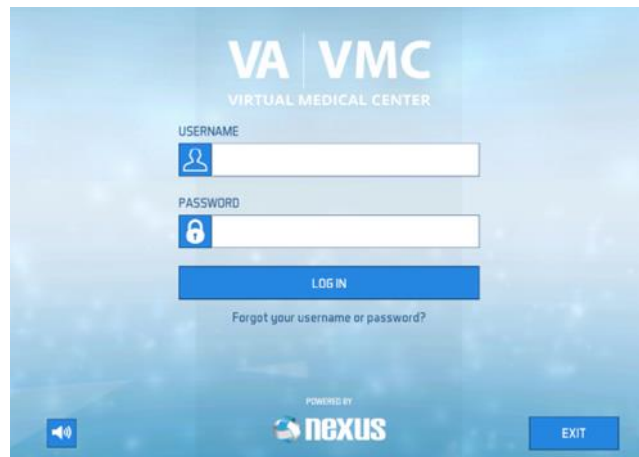 VA VMC
VIRTUAL MEDICAL CENTER
USERNAME
PASSWORD
LOG IN
Forgot your username or password?
POWERED BY
nexus
EXIT